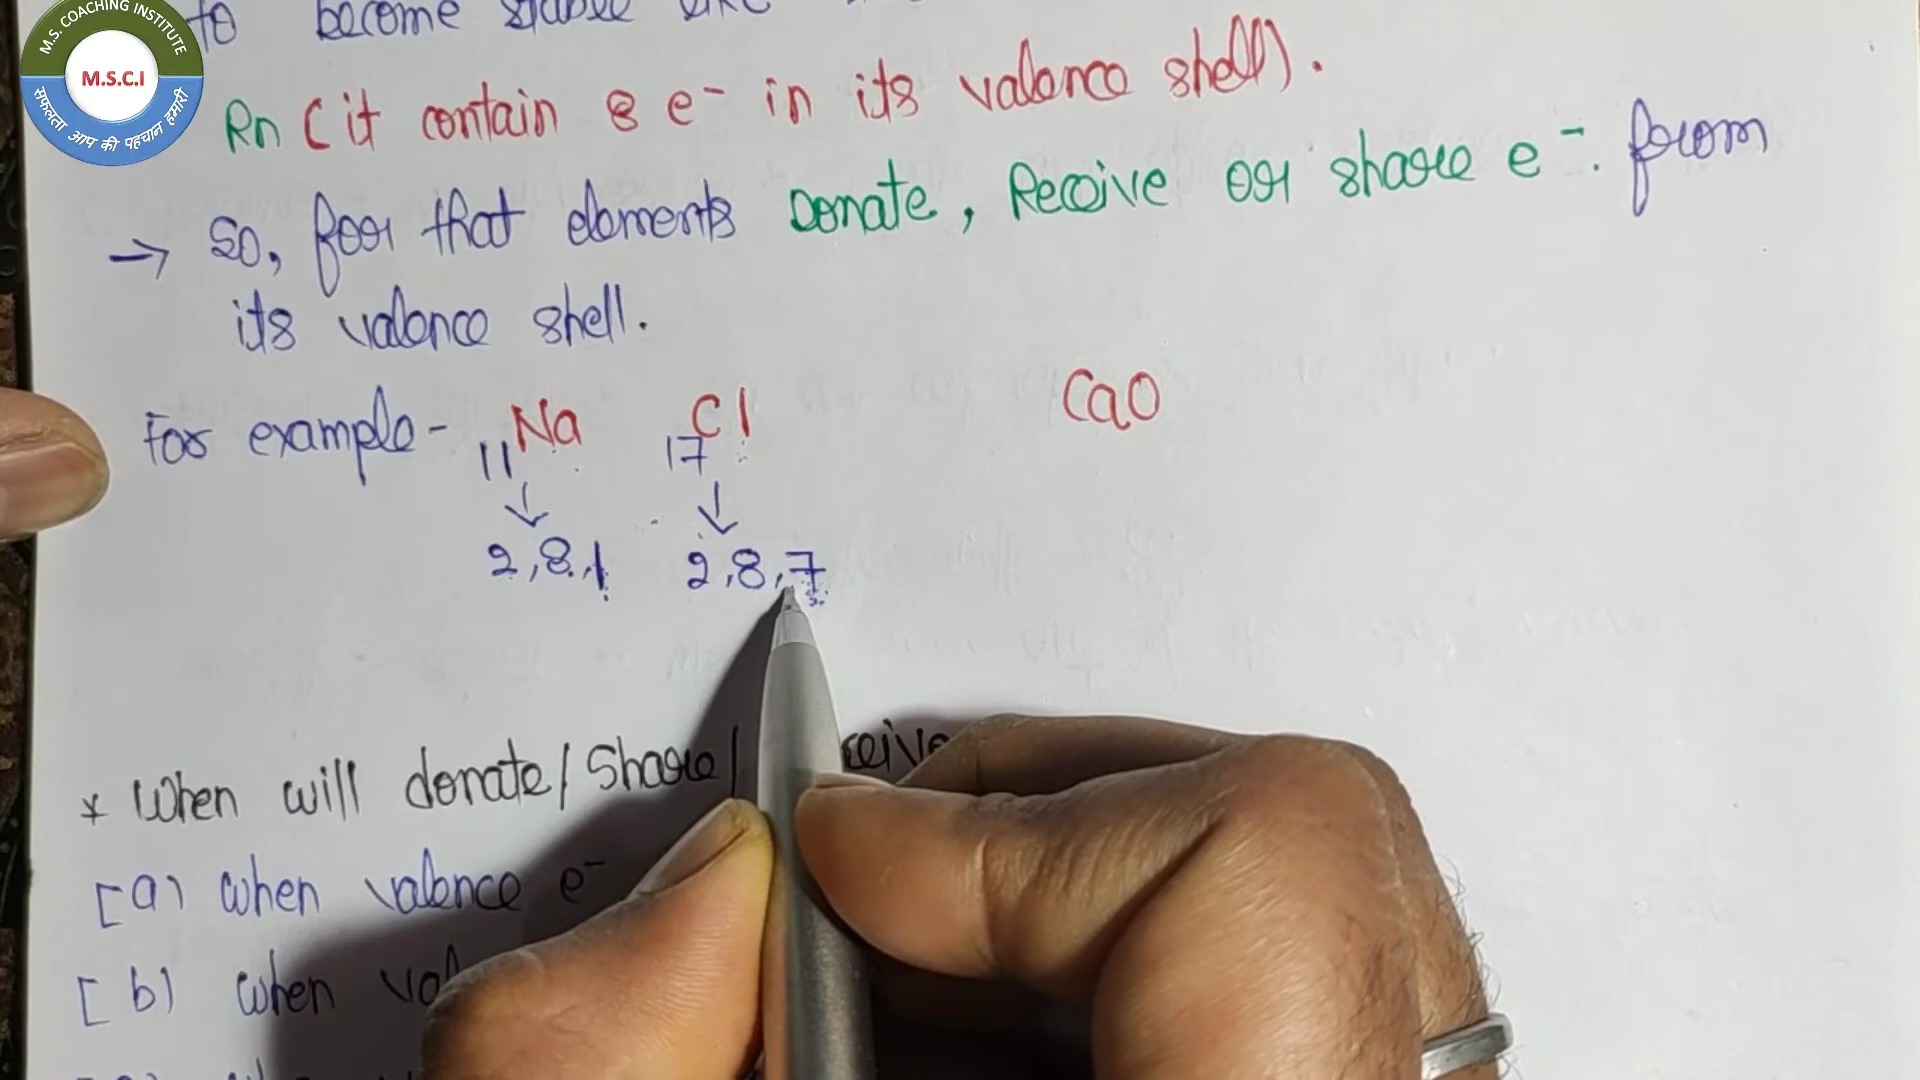 M.S. COACHING INSTITUTE
M.S.C.I
सफलता आप की पहचान हमारी
to become stable
Rn (it contain 8 e⁻ in its valence shell).
→ So, for that elements Donate, Receive or share e⁻. from
its valence shell.
For example- ₁₁Na ₁₇Cl CaO
↓ ↓
2,8,1 2,8,7
* When will donate/Share/
[a) when valence e⁻
[b) when